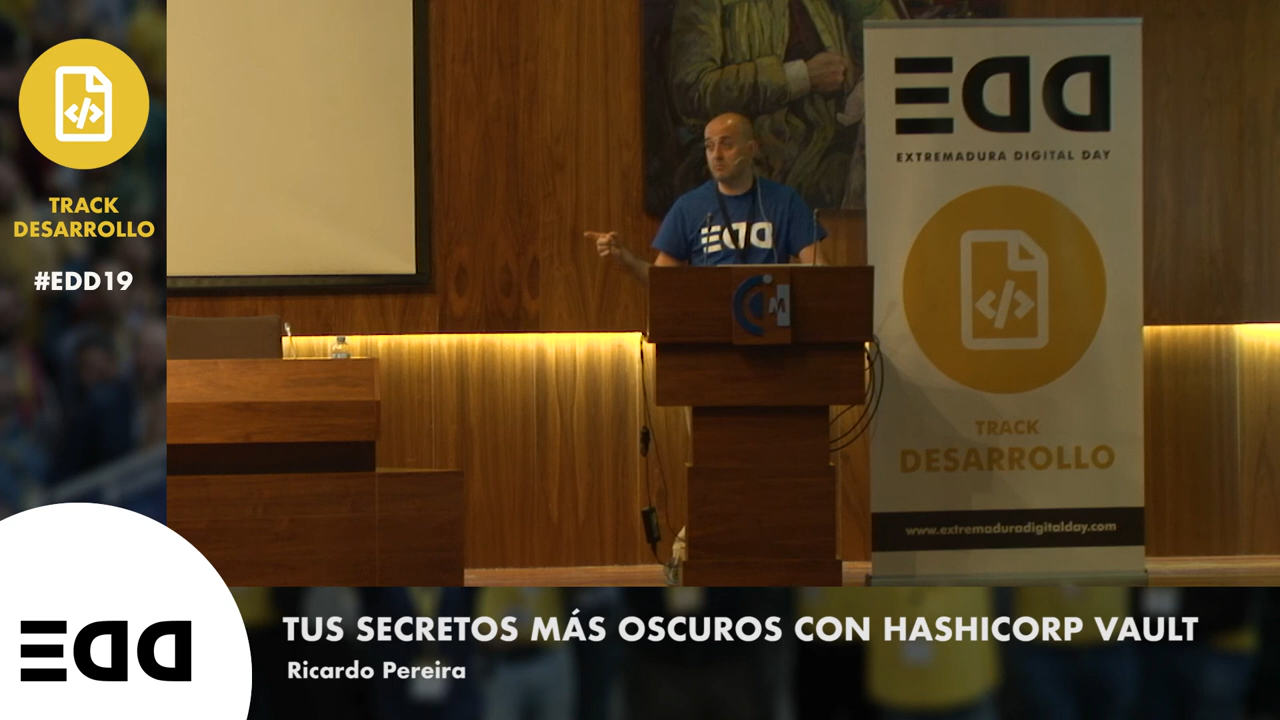 TRACK
DESARROLLO
#EDD19
EDD
EXTREMADURA DIGITAL DAY
EDD
CIM
TRACK
DESARROLLO
www.extremaduradigitalday.com
EDD
TUS SECRETOS MÁS OSCUROS CON HASHICORP VAULT
Ricardo Pereira